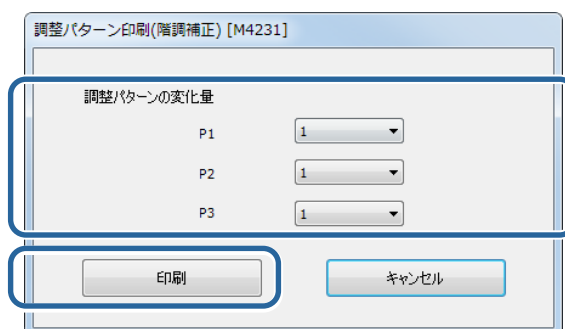 調整パターン印刷(階調補正) [M4231]
調整パターンの変化量
P1 1
P2 1
P3 1
印刷 キャンセル